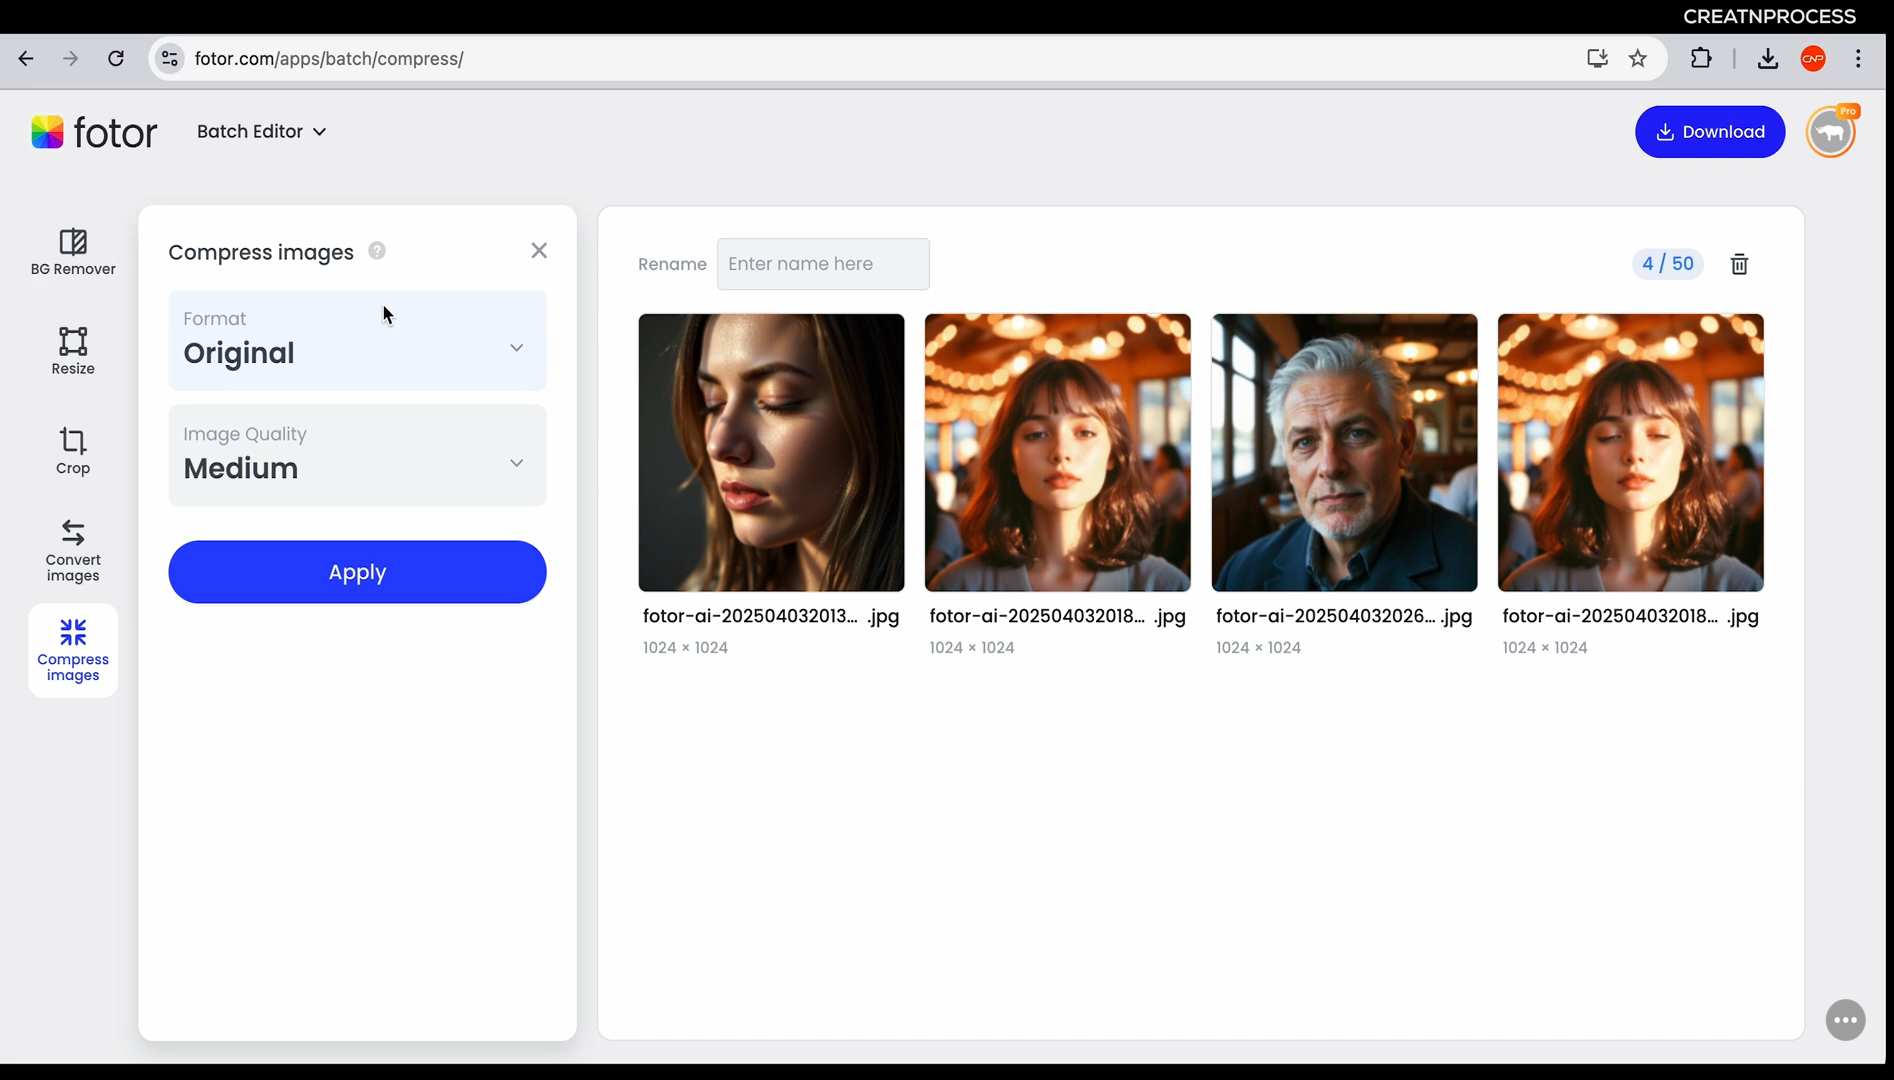 CREATNPROCESS
fotor.com/apps/batch/compress/
CNP
fotor
Batch Editor
Download
Pro
BG Remover
Resize
Crop
Convert
images
Compress
images
Compress images ?
Format
Original
Image Quality
Medium
Apply
Rename
Enter name here
4 / 50
fotor-ai-202504032013... .jpg
1024 × 1024
fotor-ai-202504032018... .jpg
1024 × 1024
fotor-ai-202504032026... .jpg
1024 × 1024
fotor-ai-202504032018... .jpg
1024 × 1024